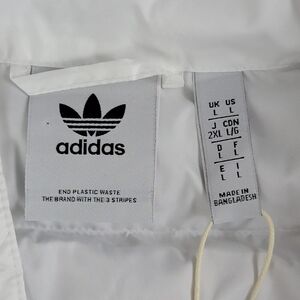 adidas
END PLASTIC WASTE
THE BRAND WITH THE 3 STRIPES
UK US
L L
J CDN
2XL L/G
D F
L L
E I
L L
MADE IN
BANGLADESH